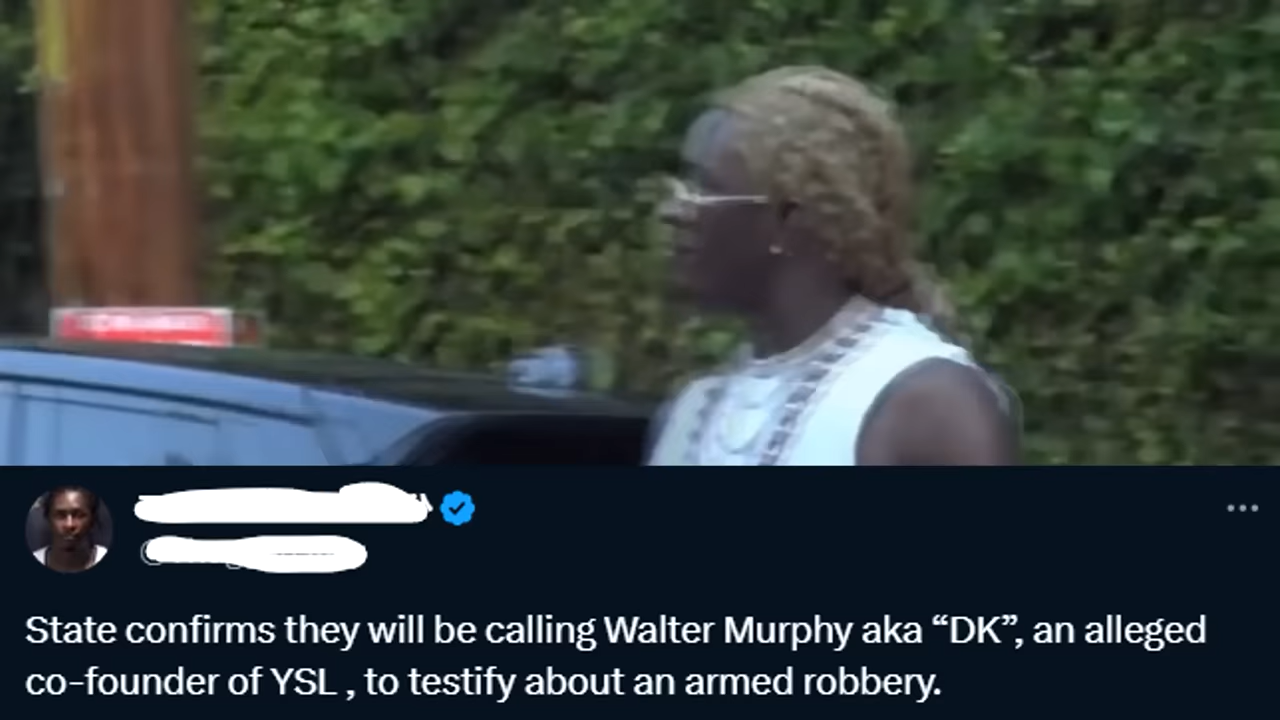 State confirms they will be calling Walter Murphy aka “DK”, an alleged
co-founder of YSL , to testify about an armed robbery.